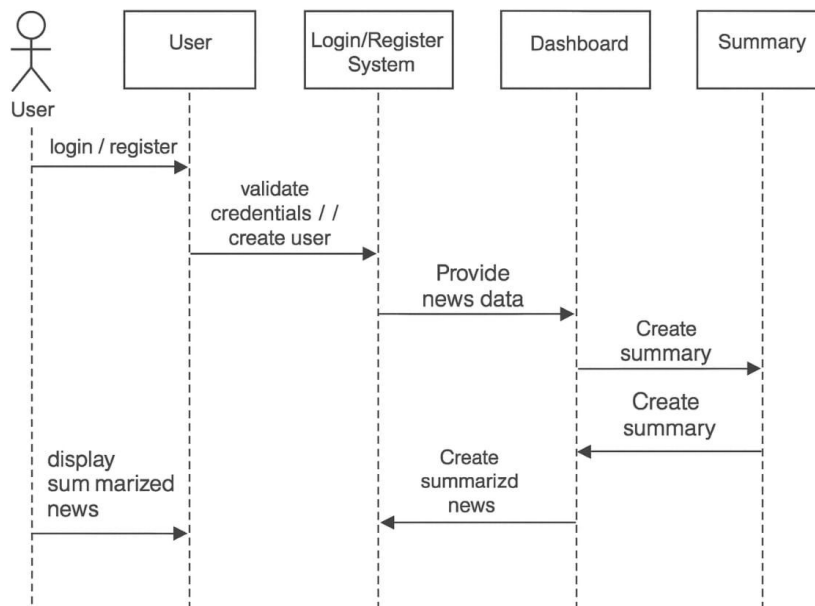 User
User
Login/Register
System
Dashboard
Summary
login / register
validate
credentials / /
create user
Provide
news data
Create
summary
Create
summary
display
sum marized
news
Create
summarizd
news